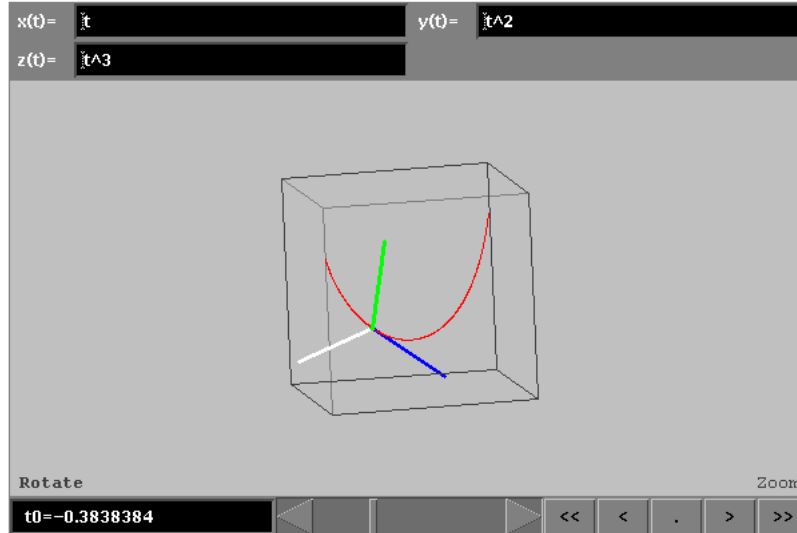 x(t)= t y(t)= t^2
z(t)= t^3
Rotate Zoom
t0=-0.3838384 << < . > >>